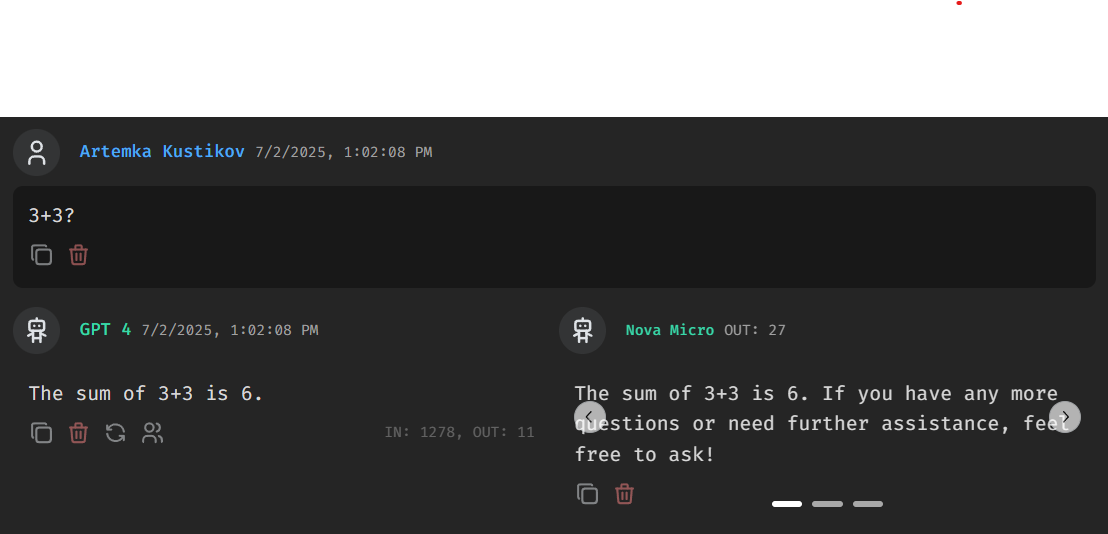 Artemka Kustikov 7/2/2025, 1:02:08 PM
3+3?
GPT 4 7/2/2025, 1:02:08 PM
The sum of 3+3 is 6.
IN: 1278, OUT: 11
Nova Micro OUT: 27
The sum of 3+3 is 6. If you have any more
questions or need further assistance, feel
free to ask!